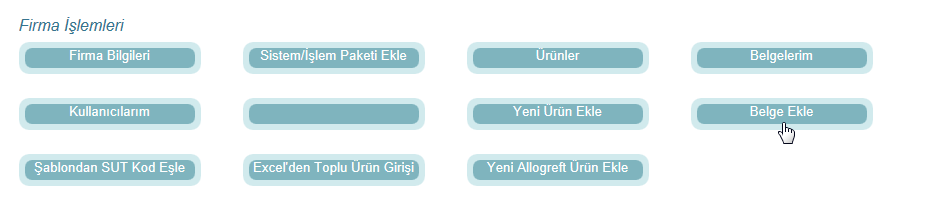 Firma İşlemleri
Firma Bilgileri
Sistem/İşlem Paketi Ekle
Ürünler
Belgelerim
Kullanıcılarım
Yeni Ürün Ekle
Belge Ekle
Şablondan SUT Kod Eşle
Excel'den Toplu Ürün Girişi
Yeni Allogreft Ürün Ekle